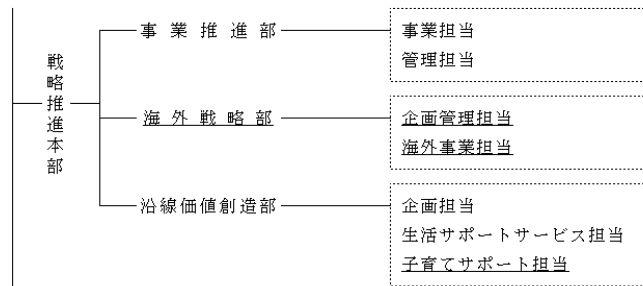 戦略推進本部
事業推進部
事業担当
管理担当
海外戦略部
企画管理担当
海外事業担当
沿線価値創造部
企画担当
生活サポートサービス担当
子育てサポート担当